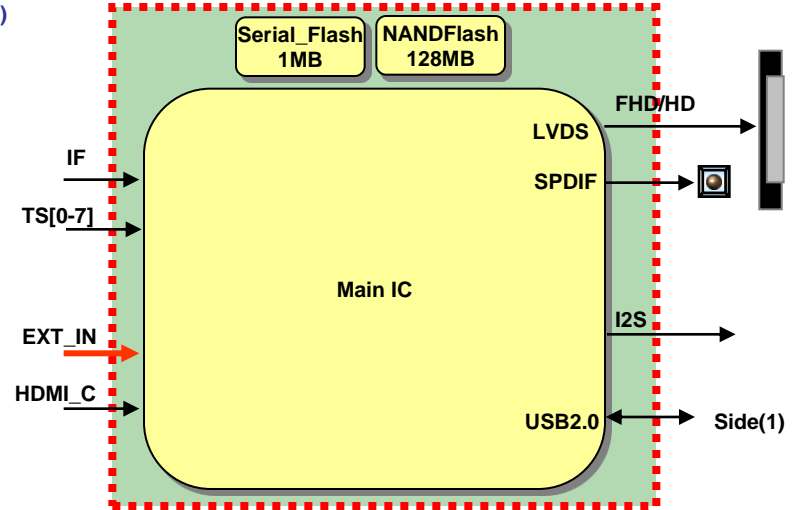 )
Serial_Flash
1MB
NANDFlash
128MB
FHD/HD
LVDS
IF
SPDIF
TS[0-7]
Main IC
I2S
EXT_IN
HDMI_C
USB2.0
Side(1)